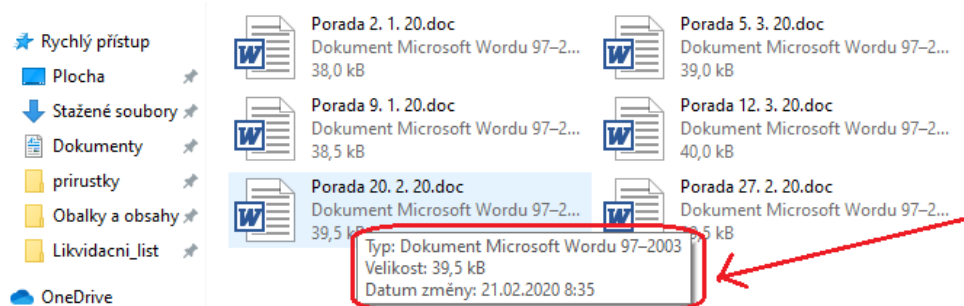 Rychlý přístup
Plocha
Stažené soubory
Dokumenty
prirustky
Obalky a obsahy
Likvidacni_list
OneDrive
Porada 2. 1. 20.doc
Dokument Microsoft Wordu 97–2...
38,0 kB
Porada 5. 3. 20.doc
Dokument Microsoft Wordu 97–2...
39,0 kB
Porada 9. 1. 20.doc
Dokument Microsoft Wordu 97–2...
38,5 kB
Porada 12. 3. 20.doc
Dokument Microsoft Wordu 97–2...
40,0 kB
Porada 20. 2. 20.doc
Dokument Microsoft Wordu 97–2...
39,5
Porada 27. 2. 20.doc
Dokument Microsoft Wordu 97–2...
kB
Typ: Dokument Microsoft Wordu 97–2003
Velikost: 39,5 kB
Datum změny: 21.02.2020 8:35